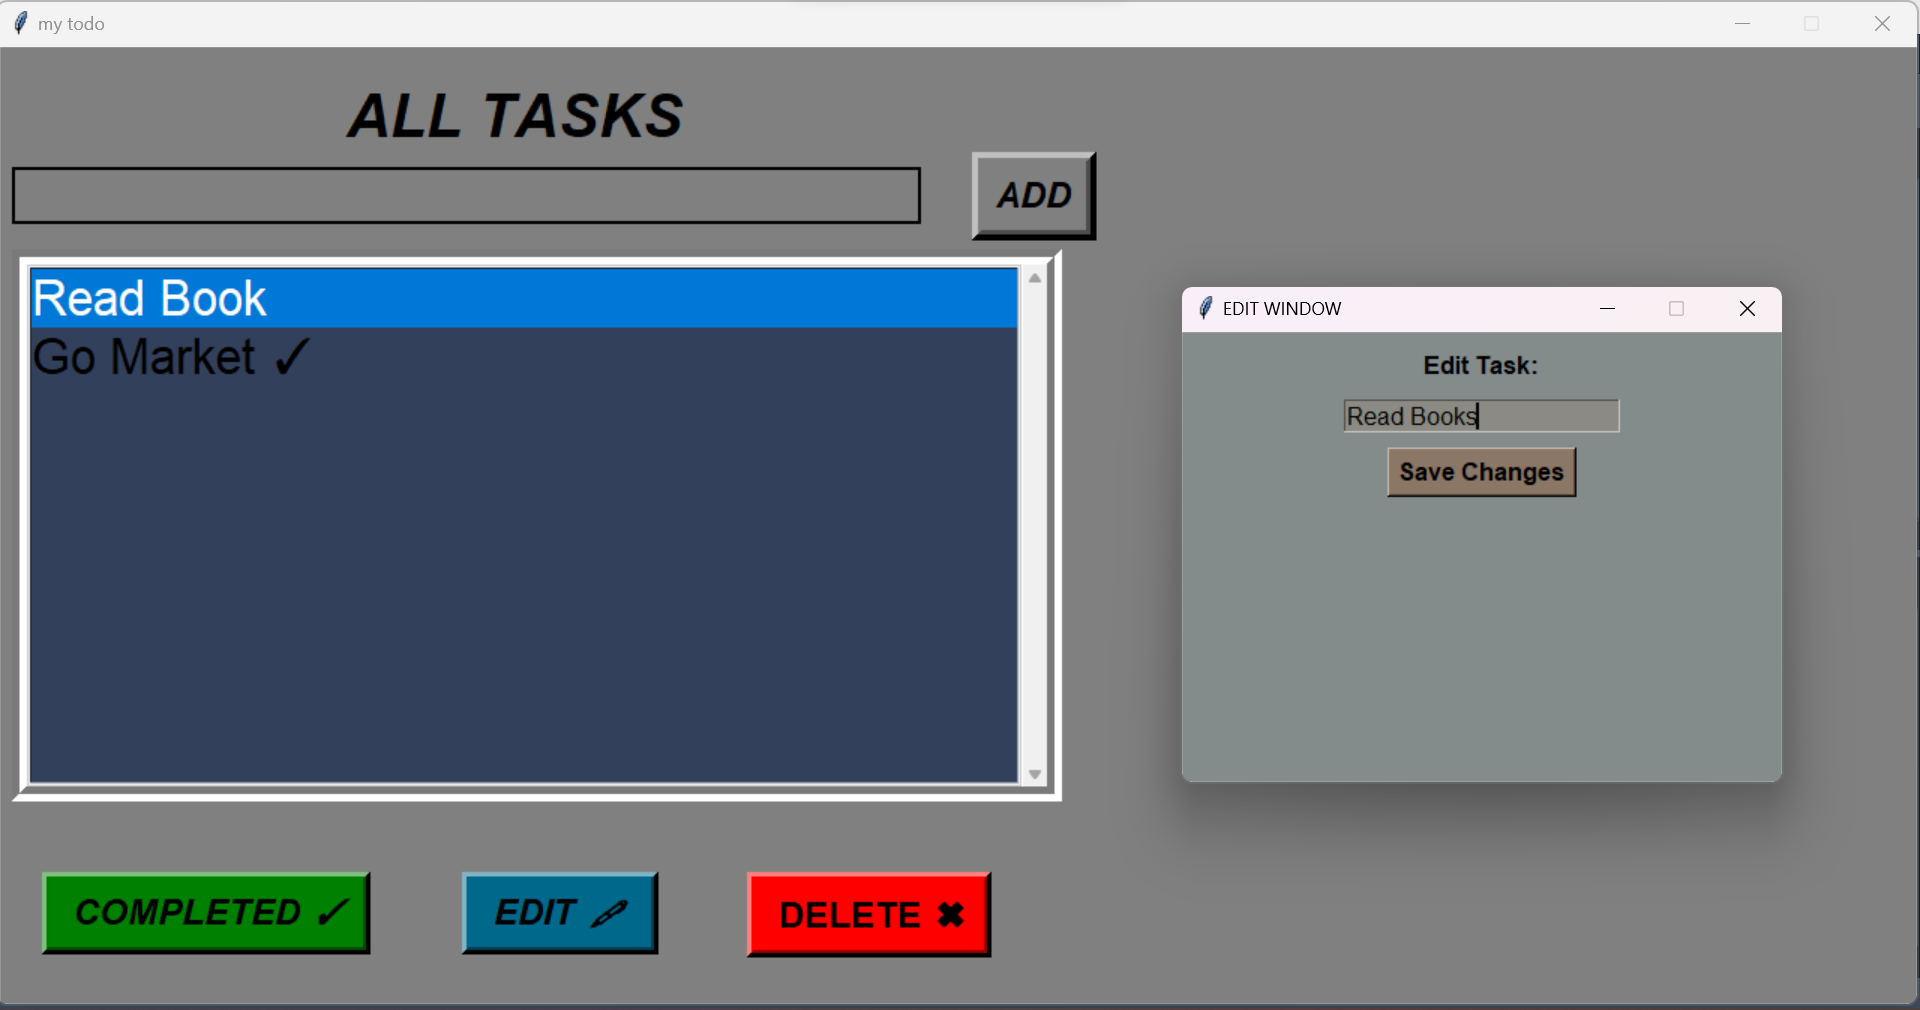 my todo
ALL TASKS
ADD
Read Book
Go Market ✓
EDIT WINDOW
Edit Task:
Read Books
Save Changes
COMPLETED ✓
EDIT 🖊
DELETE ✖